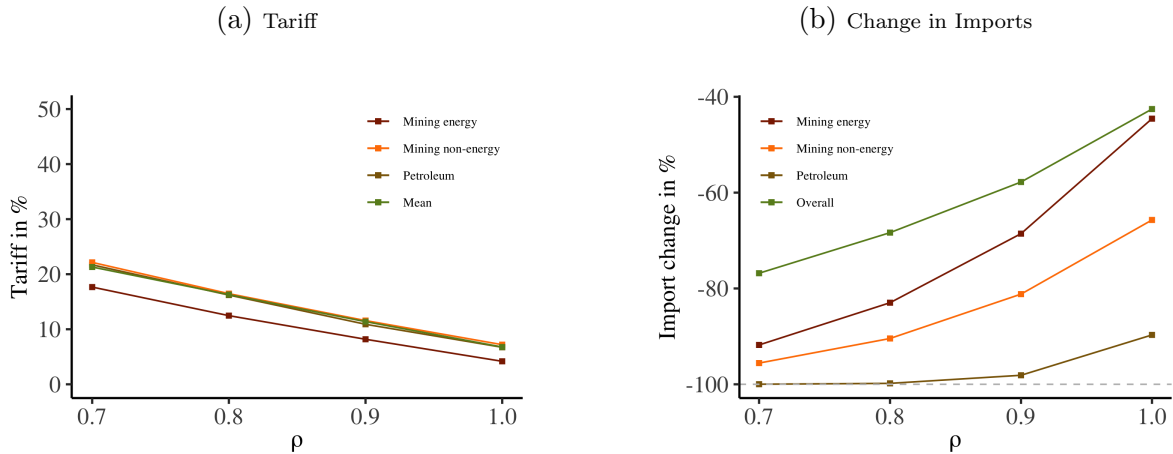 (a) Tariff
50
40
30
20
10
0
Tariff in %
Mining energy
Mining non-energy
Petroleum
Mean
0.7 0.8 0.9 1.0
ρ
(b) Change in Imports
-40
-60
-80
-100
Import change in %
Mining energy
Mining non-energy
Petroleum
Overall
0.7 0.8 0.9 1.0
ρ